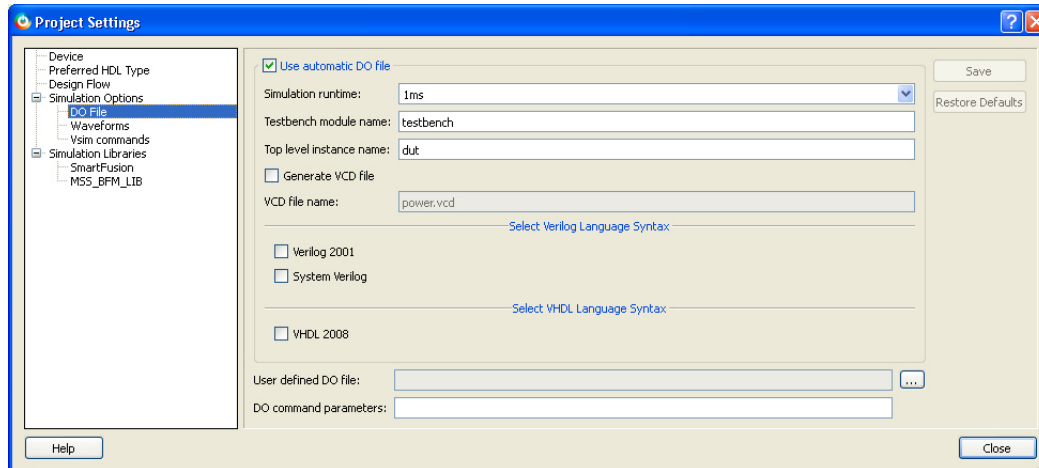 Project Settings
Device
Preferred HDL Type
Design Flow
Simulation Options
DO File
Waveforms
Vsim commands
Simulation Libraries
SmartFusion
MSS_BFM_LIB
Use automatic DO file
Simulation runtime: 1ms
Testbench module name: testbench
Top level instance name: dut
Generate VCD file
VCD file name: power.vcd
Select Verilog Language Syntax
Verilog 2001
System Verilog
Select VHDL Language Syntax
VHDL 2008
User defined DO file: ...
DO command parameters:
Save
Restore Defaults
Help
Close